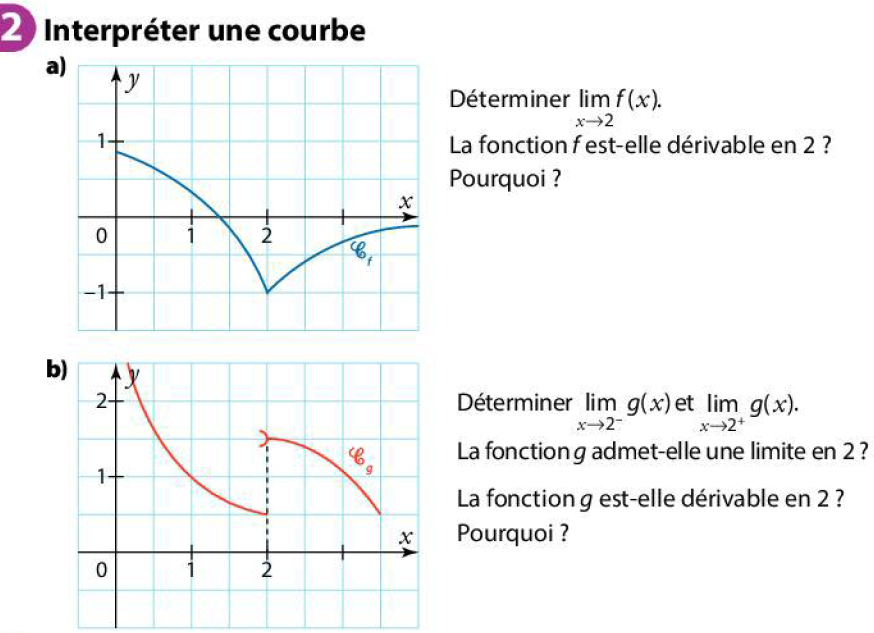 2 Interpréter une courbe
a)
y
1
x
0
1
2
𝒞f
−1
Déterminer lim f(x).
x→2
La fonction f est-elle dérivable en 2 ?
Pourquoi ?
b)
y
2
1
𝒞g
x
0
1
2
Déterminer lim g(x) et lim g(x).
x→2⁻ x→2⁺
La fonction g admet-elle une limite en 2 ?
La fonction g est-elle dérivable en 2 ?
Pourquoi ?